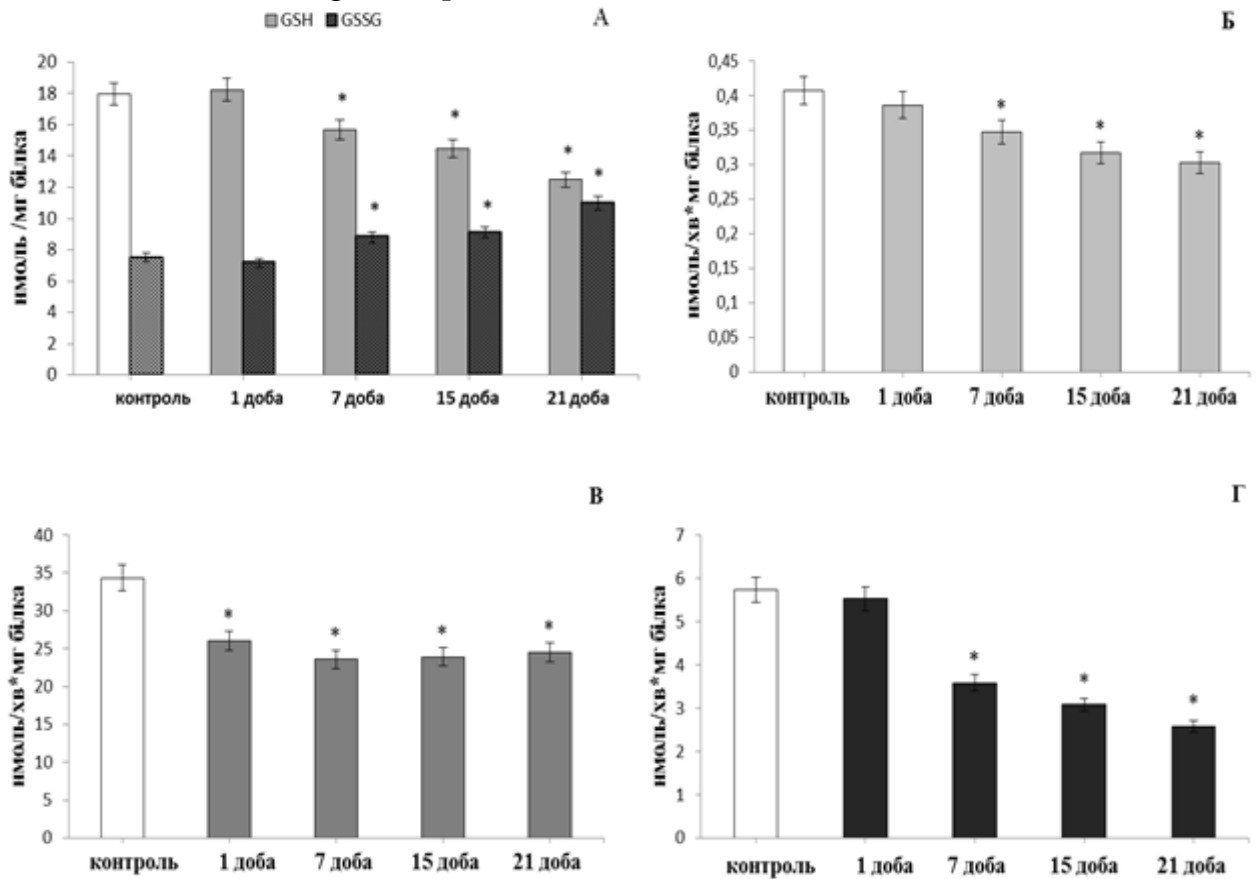 GSH GSSG
А
нмоль /мг білка
20
18
16
14
12
10
8
6
4
2
0
* * * * * *
контроль 1 доба 7 доба 15 доба 21 доба
Б
нмоль/хв*мг білка
0,45
0,4
0,35
0,3
0,25
0,2
0,15
0,1
0,05
0
* * *
контроль 1 доба 7 доба 15 доба 21 доба
В
нмоль/хв*мг білка
40
35
30
25
20
15
10
5
0
* * * *
контроль 1 доба 7 доба 15 доба 21 доба
Г
нмоль/хв*мг білка
7
6
5
4
3
2
1
0
* * *
контроль 1 доба 7 доба 15 доба 21 доба